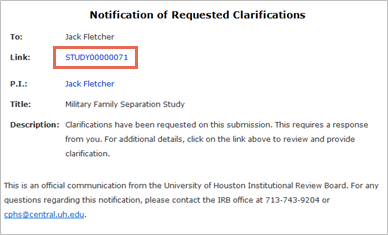 Notification of Requested Clarifications
To: Jack Fletcher
Link: STUDY00000071
P.I.: Jack Fletcher
Title: Military Family Separation Study
Description: Clarifications have been requested on this submission. This requires a response
from you. For additional details, click on the link above to review and provide
clarification.
This is an official communication from the University of Houston Institutional Review Board. For any
questions regarding this notification, please contact the IRB office at 713-743-9204 or
cphs@central.uh.edu.